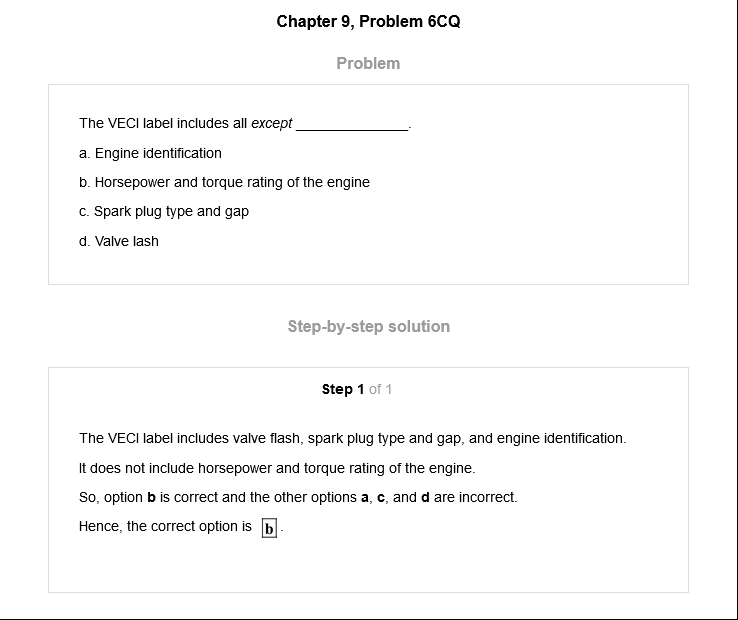 Chapter 9, Problem 6CQ
Problem
The VECI label includes all except _______________.
a. Engine identification
b. Horsepower and torque rating of the engine
c. Spark plug type and gap
d. Valve lash
Step-by-step solution
Step 1 of 1
The VECI label includes valve flash, spark plug type and gap, and engine identification.
It does not include horsepower and torque rating of the engine.
So, option b is correct and the other options a, c, and d are incorrect.
Hence, the correct option is b.